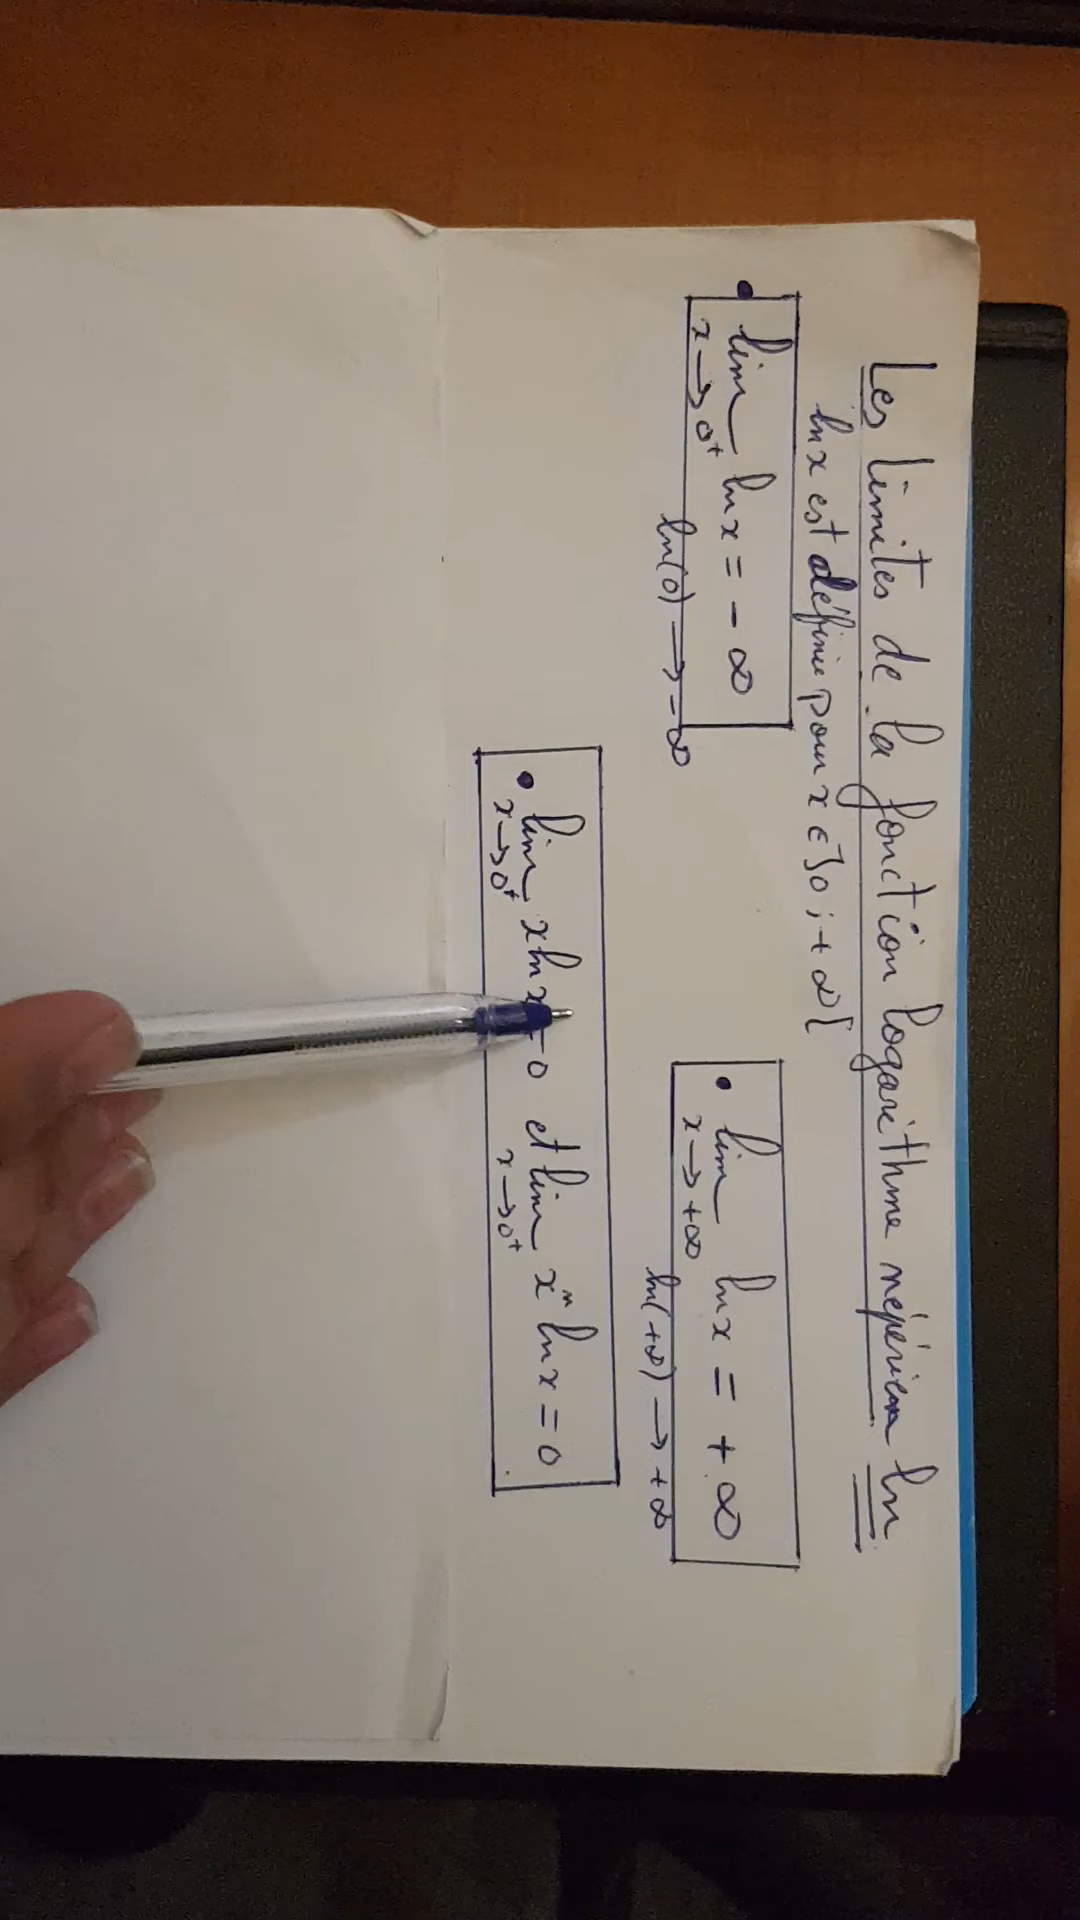 Les limites de la fonction logarithme népérien ln
ln x est définie pour x ∈ ]0 ; + ∞[
• lim ln x = - ∞
x → 0⁺
ln(0) → - ∞
• lim ln x = + ∞
x → +∞
ln(+∞) → +∞
• lim x ln x = 0 et lim xⁿ ln x = 0
x → 0⁺ x → 0⁺